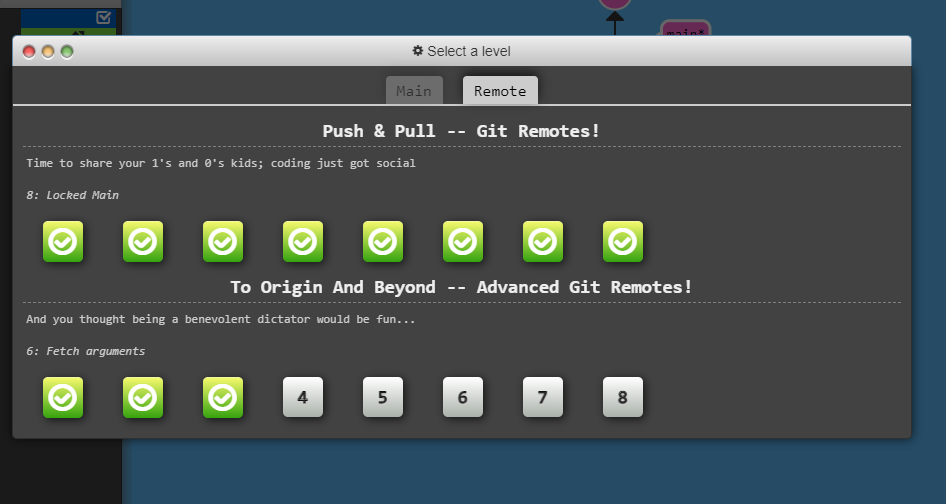 main*
Select a level
Main
Remote
Push & Pull -- Git Remotes!
Time to share your 1's and 0's kids; coding just got social
8: Locked Main
To Origin And Beyond -- Advanced Git Remotes!
And you thought being a benevolent dictator would be fun...
6: Fetch arguments
4 5 6 7 8